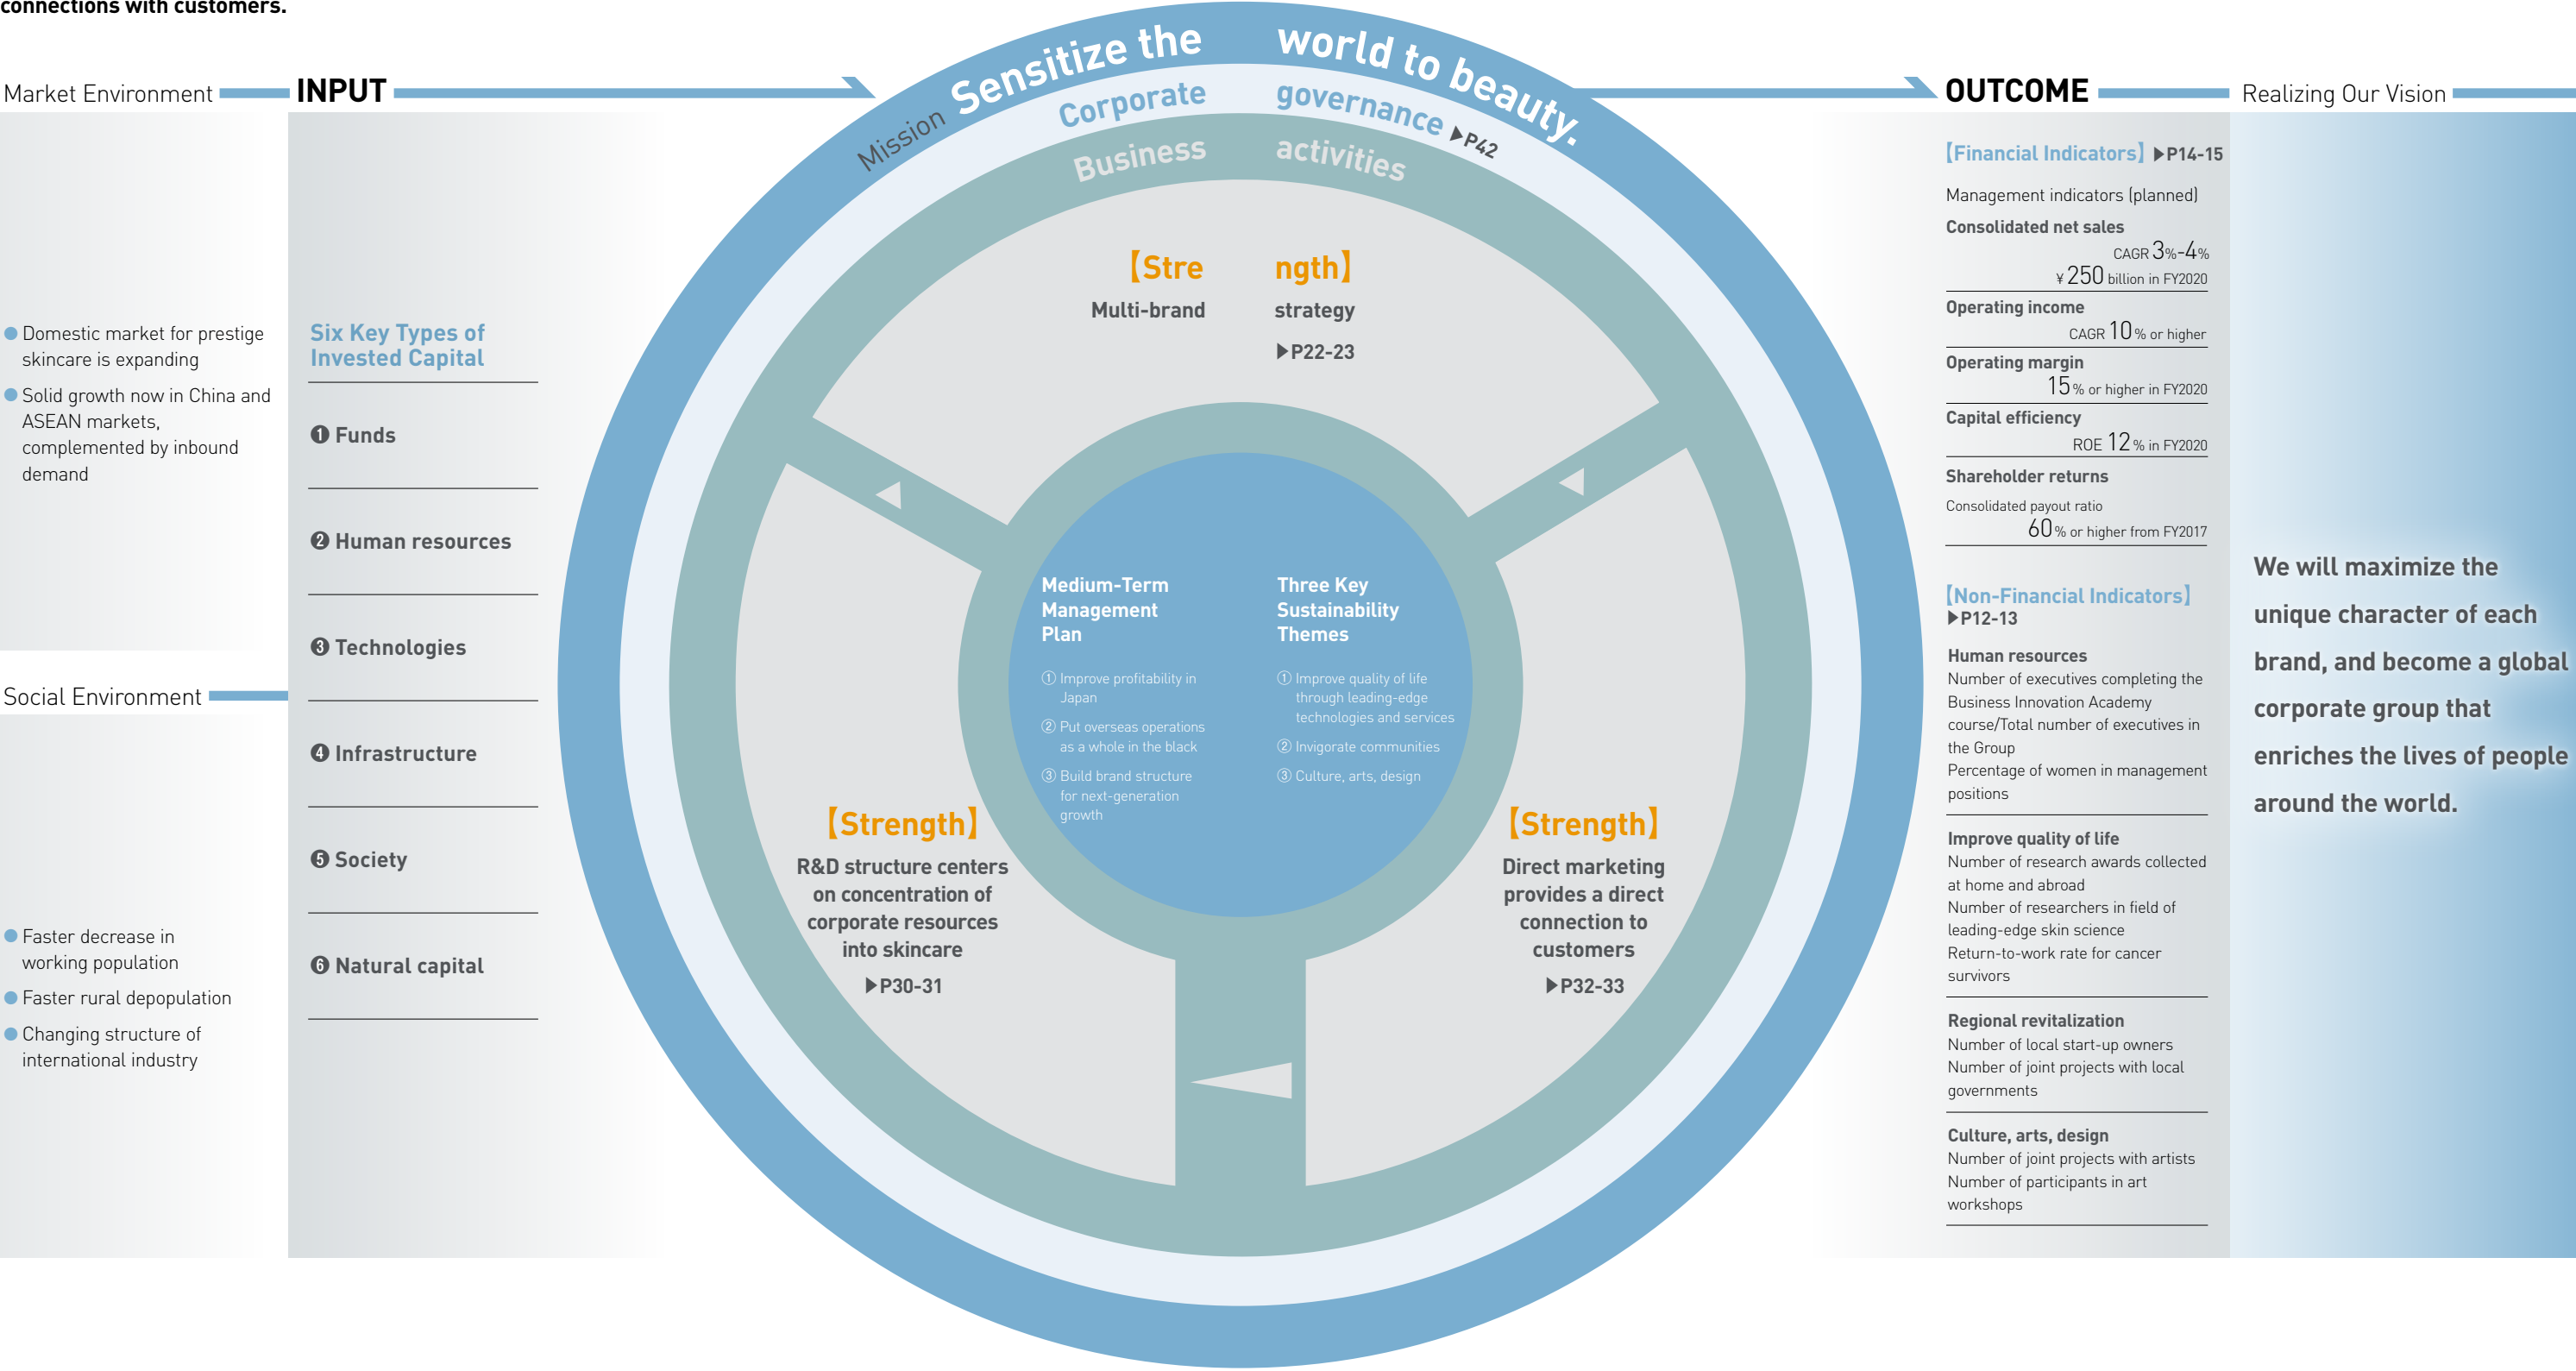 connections with customers.
Market Environment
● Domestic market for prestige
skincare is expanding
● Solid growth now in China and
ASEAN markets,
complemented by inbound
demand
Social Environment
● Faster decrease in
working population
● Faster rural depopulation
● Changing structure of
international industry
INPUT
Six Key Types of
Invested Capital
❶ Funds
❷ Human resources
❸ Technologies
❹ Infrastructure
❺ Society
❻ Natural capital
Mission Sensitize the world to beauty.
Corporate governance ▶P42
Business activities
【Stre ngth】
Multi-brand strategy
▶P22-23
Medium-Term
Management
Plan
① Improve profitability in
Japan
② Put overseas operations
as a whole in the black
③ Build brand structure
for next-generation
growth
Three Key
Sustainability
Themes
① Improve quality of life
through leading-edge
technologies and services
② Invigorate communities
③ Culture, arts, design
【Strength】
R&D structure centers
on concentration of
corporate resources
into skincare
▶P30-31
【Strength】
Direct marketing
provides a direct
connection to
customers
▶P32-33
OUTCOME
【Financial Indicators】 ▶P14-15
Management indicators (planned)
Consolidated net sales
CAGR 3%-4%
¥250 billion in FY2020
Operating income
CAGR 10% or higher
Operating margin
15% or higher in FY2020
Capital efficiency
ROE 12% in FY2020
Shareholder returns
Consolidated payout ratio
60% or higher from FY2017
【Non-Financial Indicators】
▶P12-13
Human resources
Number of executives completing the
Business Innovation Academy
course/Total number of executives in
the Group
Percentage of women in management
positions
Improve quality of life
Number of research awards collected
at home and abroad
Number of researchers in field of
leading-edge skin science
Return-to-work rate for cancer
survivors
Regional revitalization
Number of local start-up owners
Number of joint projects with local
governments
Culture, arts, design
Number of joint projects with artists
Number of participants in art
workshops
Realizing Our Vision
We will maximize the
unique character of each
brand, and become a global
corporate group that
enriches the lives of people
around the world.